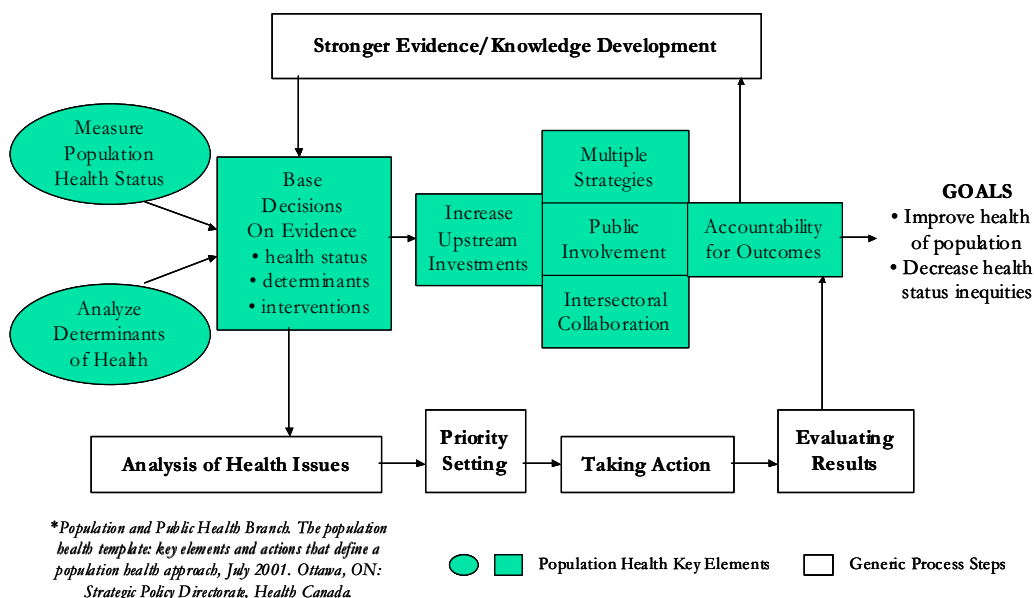 Stronger Evidence/Knowledge Development
Measure
Population
Health Status
Base
Decisions
On Evidence
• health status
• determinants
• interventions
Analyze
Determinants
of Health
Increase
Upstream
Investments
Multiple
Strategies
Public
Involvement
Intersectoral
Collaboration
Accountability
for Outcomes
GOALS
• Improve health
of population
• Decrease health
status inequities
Analysis of Health Issues
Priority
Setting
Taking Action
Evaluating
Results
*Population and Public Health Branch. The population
health template: key elements and actions that define a
population health approach, July 2001. Ottawa, ON:
Strategic Policy Directorate, Health Canada.
Population Health Key Elements
Generic Process Steps